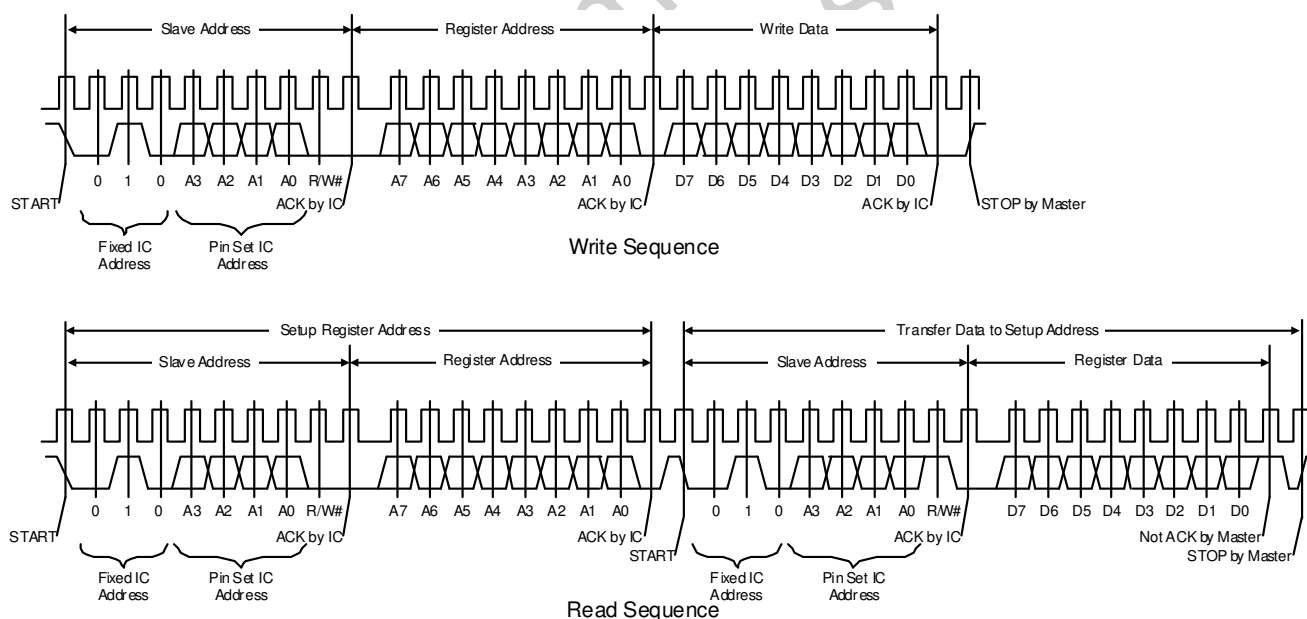 Slave Address Register Address Write Data
0 1 0 A3 A2 A1 A0 R/W# A7 A6 A5 A4 A3 A2 A1 A0 D7 D6 D5 D4 D3 D2 D1 D0
START ACK by IC ACK by IC ACK by IC STOP by Master
Fixed IC Address Pin Set IC Address
Write Sequence
Setup Register Address Transfer Data to Setup Address
Slave Address Register Address Slave Address Register Data
0 1 0 A3 A2 A1 A0 R/W# A7 A6 A5 A4 A3 A2 A1 A0 0 1 0 A3 A2 A1 A0 R/W# D7 D6 D5 D4 D3 D2 D1 D0
START ACK by IC ACK by IC ACK by IC Not ACK by Master
START STOP by Master
Fixed IC Address Pin Set IC Address Fixed IC Address Pin Set IC Address
Read Sequence